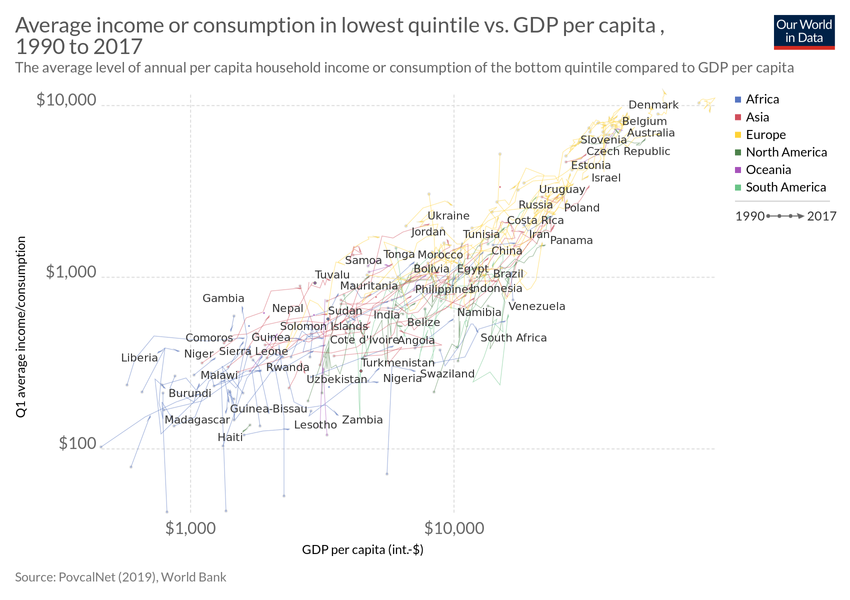 Average income or consumption in lowest quintile vs. GDP per capita ,
1990 to 2017
Our World
in Data
The average level of annual per capita household income or consumption of the bottom quintile compared to GDP per capita
$10,000
$1,000
$100
Q1 average income/consumption
Denmark
Belgium
Australia
Slovenia
Czech Republic
Estonia
Israel
Uruguay
Russia
Poland
Ukraine
Costa Rica
Jordan
Tunisia
Iran
Panama
Tonga
Morocco
China
Samoa
Bolivia
Egypt
Brazil
Tuvalu
Mauritania
Philippines
Indonesia
Gambia
Nepal
Sudan
India
Namibia
Venezuela
Solomon Islands
Belize
Comoros
Guinea
Cote d'Ivoire
Angola
South Africa
Liberia
Niger
Sierra Leone
Turkmenistan
Malawi
Rwanda
Uzbekistan
Nigeria
Swaziland
Burundi
Guinea-Bissau
Madagascar
Lesotho
Zambia
Haiti
$1,000
$10,000
GDP per capita (int.-$)
Africa
Asia
Europe
North America
Oceania
South America
1990
2017
Source: PovcalNet (2019), World Bank